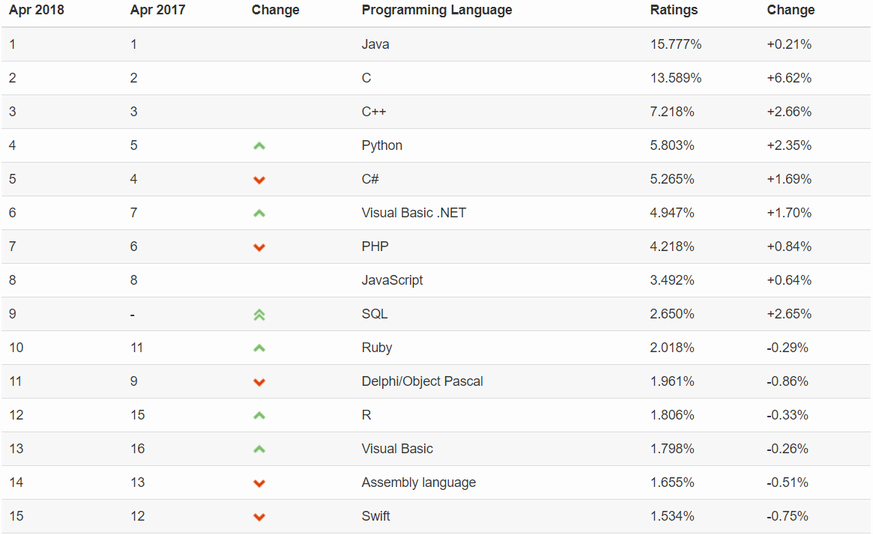 Apr 2018 Apr 2017 Change Programming Language Ratings Change
1 1 Java 15.777% +0.21%
2 2 C 13.589% +6.62%
3 3 C++ 7.218% +2.66%
4 5 Python 5.803% +2.35%
5 4 C# 5.265% +1.69%
6 7 Visual Basic .NET 4.947% +1.70%
7 6 PHP 4.218% +0.84%
8 8 JavaScript 3.492% +0.64%
9 - SQL 2.650% +2.65%
10 11 Ruby 2.018% -0.29%
11 9 Delphi/Object Pascal 1.961% -0.86%
12 15 R 1.806% -0.33%
13 16 Visual Basic 1.798% -0.26%
14 13 Assembly language 1.655% -0.51%
15 12 Swift 1.534% -0.75%